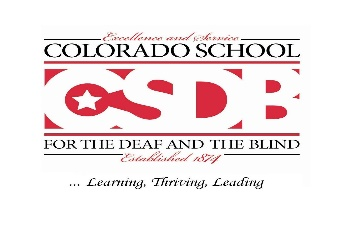 Excellence and Service
COLORADO SCHOOL
CSDB
FOR THE DEAF AND THE BLIND
Established 1874
... Learning, Thriving, Leading